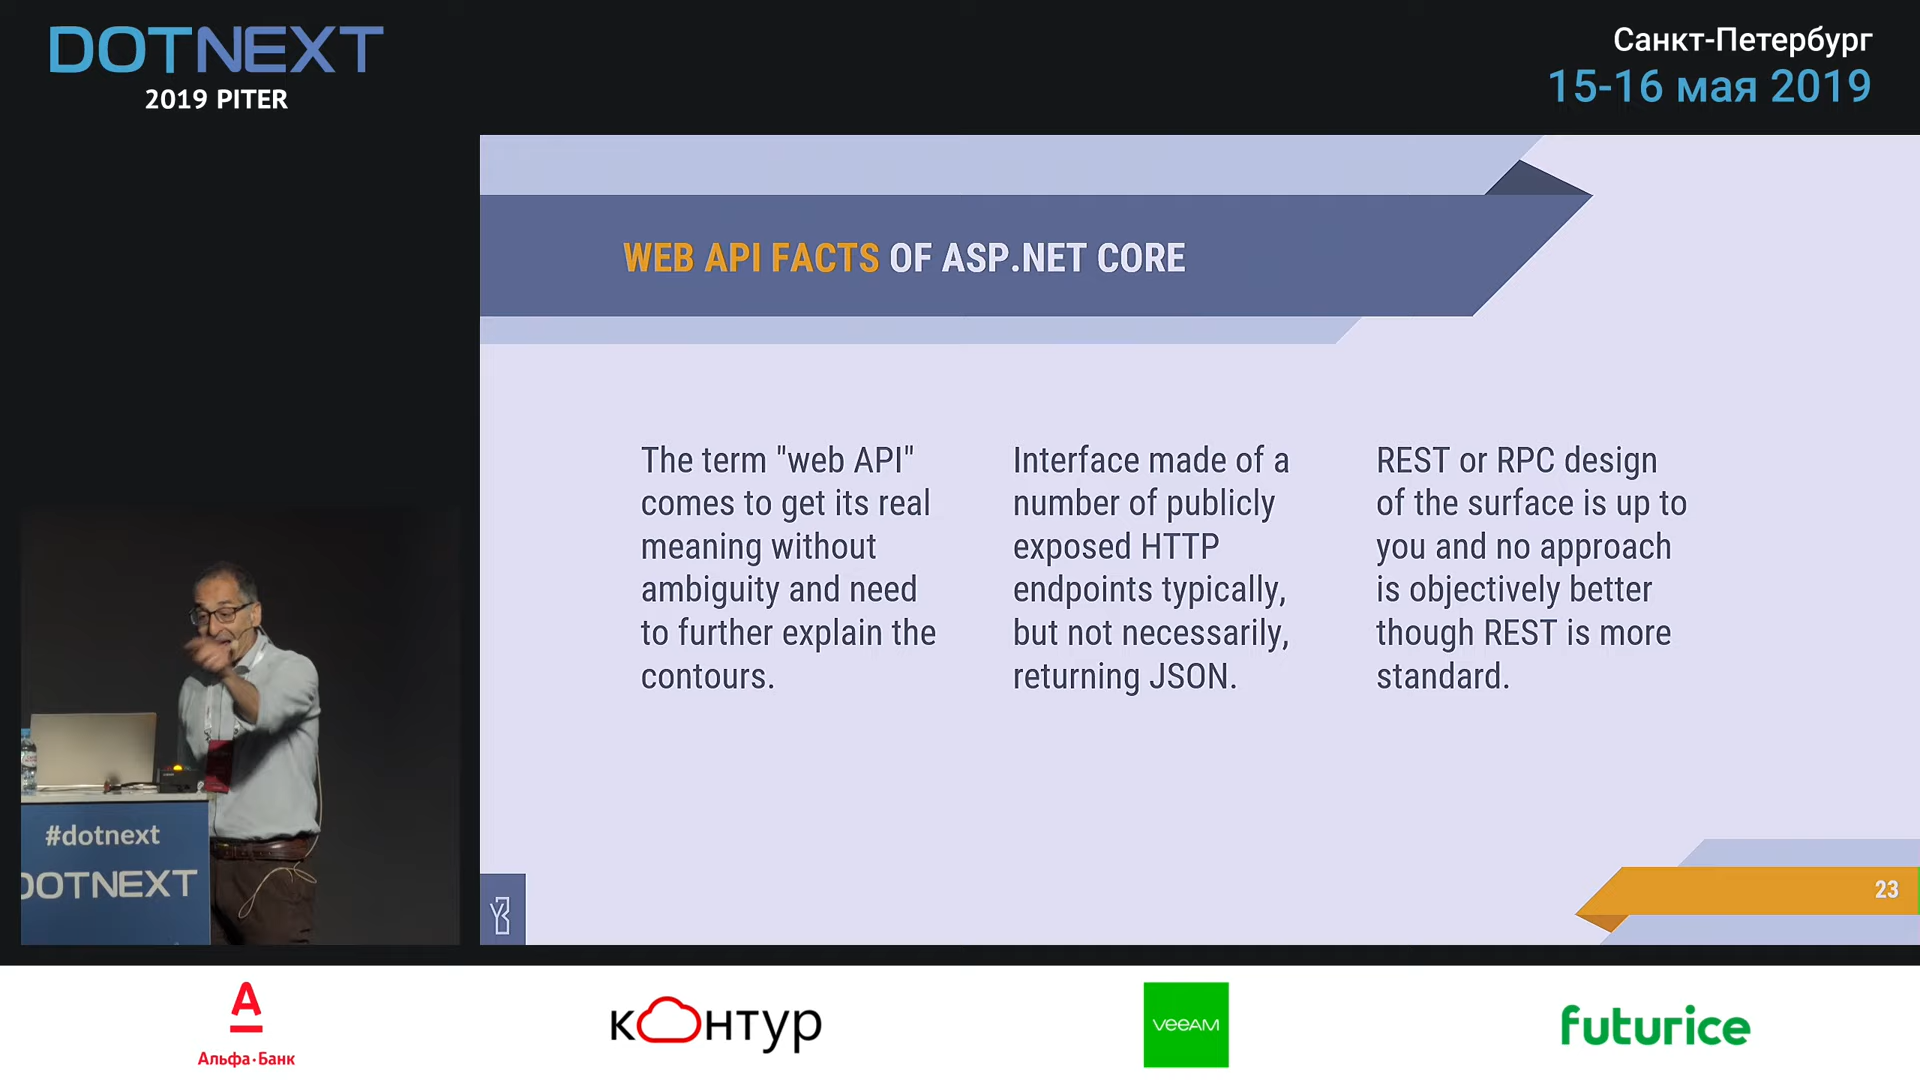 DOTNEXT
2019 PITER
Санкт-Петербург
15-16 мая 2019
WEB API FACTS OF ASP.NET CORE
The term "web API"
comes to get its real
meaning without
ambiguity and need
to further explain the
contours.
Interface made of a
number of publicly
exposed HTTP
endpoints typically,
but not necessarily,
returning JSON.
REST or RPC design
of the surface is up to
you and no approach
is objectively better
though REST is more
standard.
23
#dotnext
DOTNEXT
А
Альфа·Банк
контур
veeAM
futurice